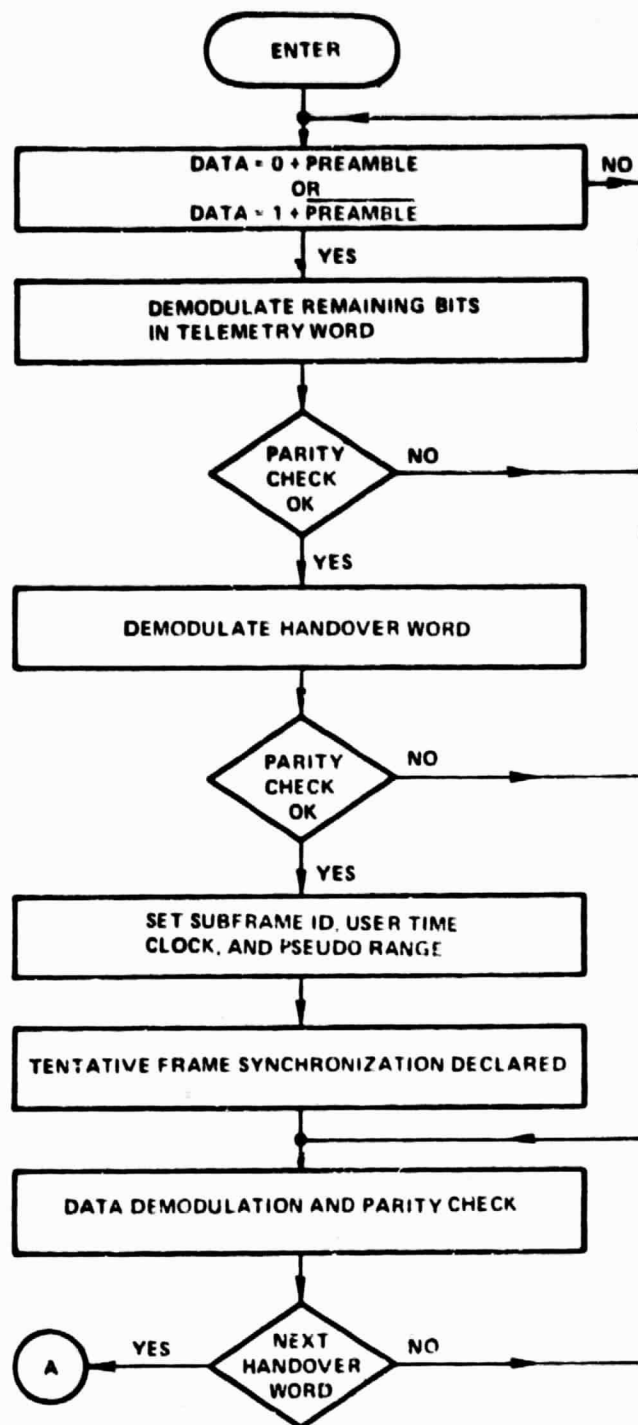 ENTER
DATA = 0 + PREAMBLE
OR
DATA = 1 + PREAMBLE
NO
YES
DEMODULATE REMAINING BITS
IN TELEMETRY WORD
PARITY
CHECK
OK
NO
YES
DEMODULATE HANDOVER WORD
PARITY
CHECK
OK
NO
YES
SET SUBFRAME ID, USER TIME
CLOCK, AND PSEUDO RANGE
TENTATIVE FRAME SYNCHRONIZATION DECLARED
DATA DEMODULATION AND PARITY CHECK
A
YES
NEXT
HANDOVER
WORD
NO